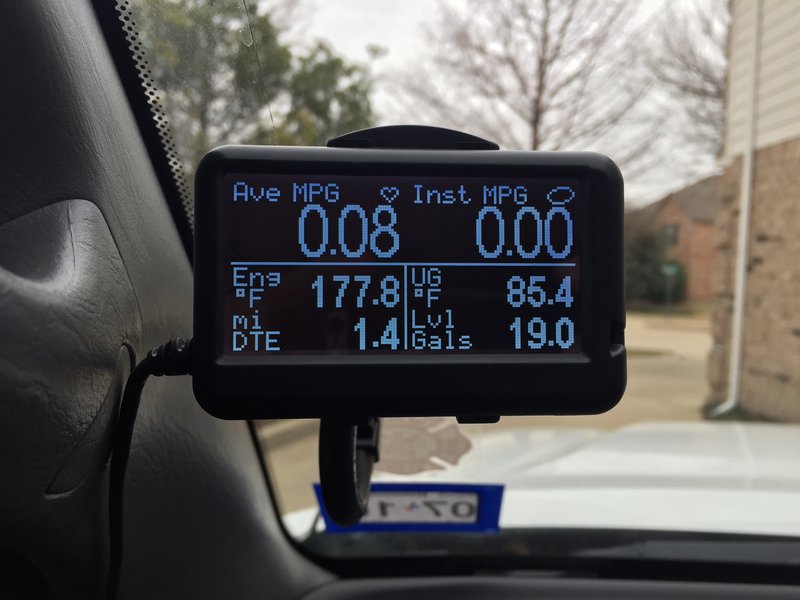 Ave MPG Inst MPG
0.08 0.00
Eng °F 177.8 UG °F 85.4
mi DTE 1.4 Lvl Gals 19.0